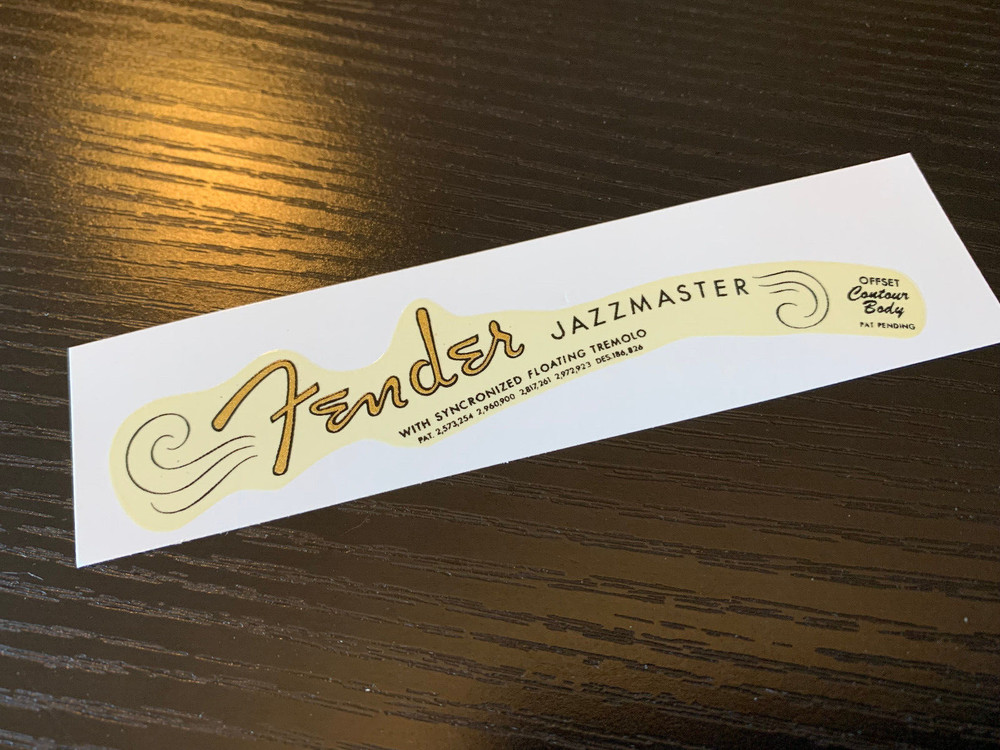 Fender JAZZMASTER
WITH SYNCRONIZED FLOATING TREMOLO
PAT. 2,573,254 2,960,900 2,817,261 2,972,923 DES.186,826
OFFSET
Contour
Body
PAT. PENDING